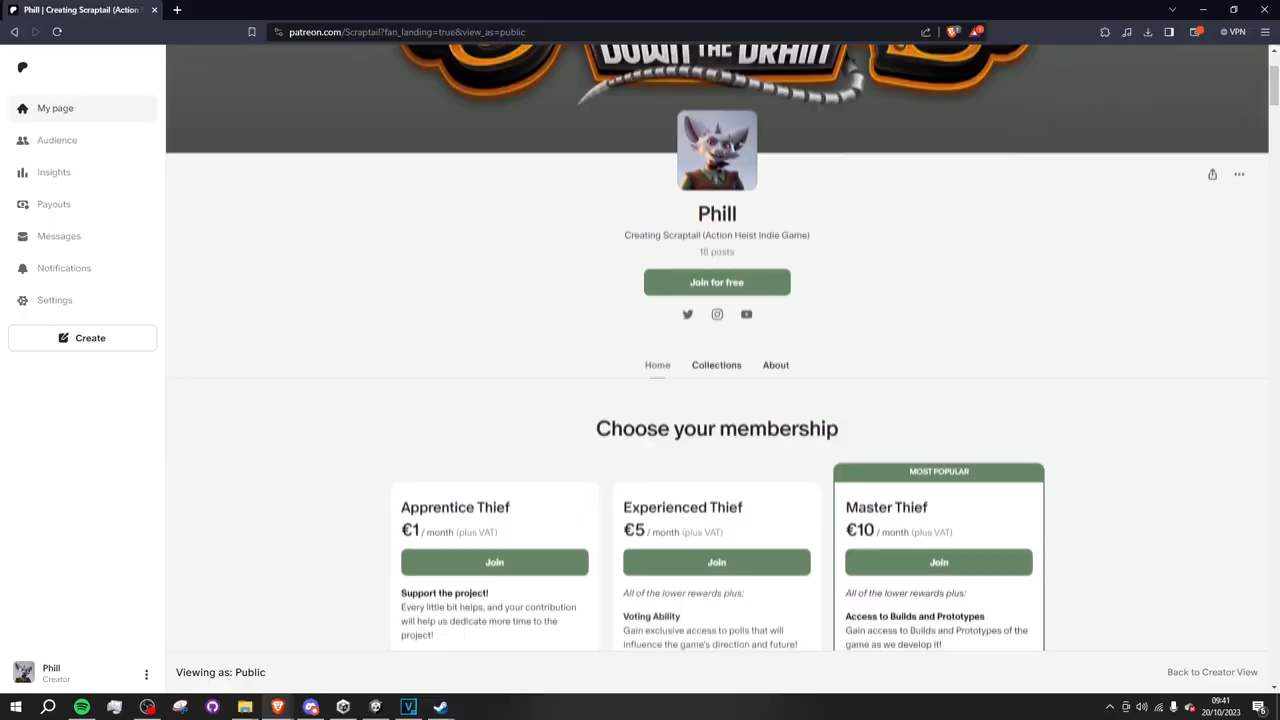 Phill | Creating Scraptail (Action
patreon.com/Scraptail?fan_landing=true&view_as=public
VPN
DOWN THE DRAIN
My page
Audience
Insights
Payouts
Messages
Notifications
Settings
Create
Phill
Creating Scraptail (Action Heist Indie Game)
18 posts
Join for free
Home
Collections
About
Choose your membership
Apprentice Thief
€1 / month (plus VAT)
Join
Support the project!
Every little bit helps, and your contribution
will help us dedicate more time to the
project!
Experienced Thief
€5 / month (plus VAT)
Join
All of the lower rewards plus:
Voting Ability
Gain exclusive access to polls that will
influence the game's direction and future!
MOST POPULAR
Master Thief
€10 / month (plus VAT)
Join
All of the lower rewards plus:
Access to Builds and Prototypes
Gain access to Builds and Prototypes of the
game as we develop it!
Phill
Creator
Viewing as: Public
Back to Creator View
09:41
20/10/2023